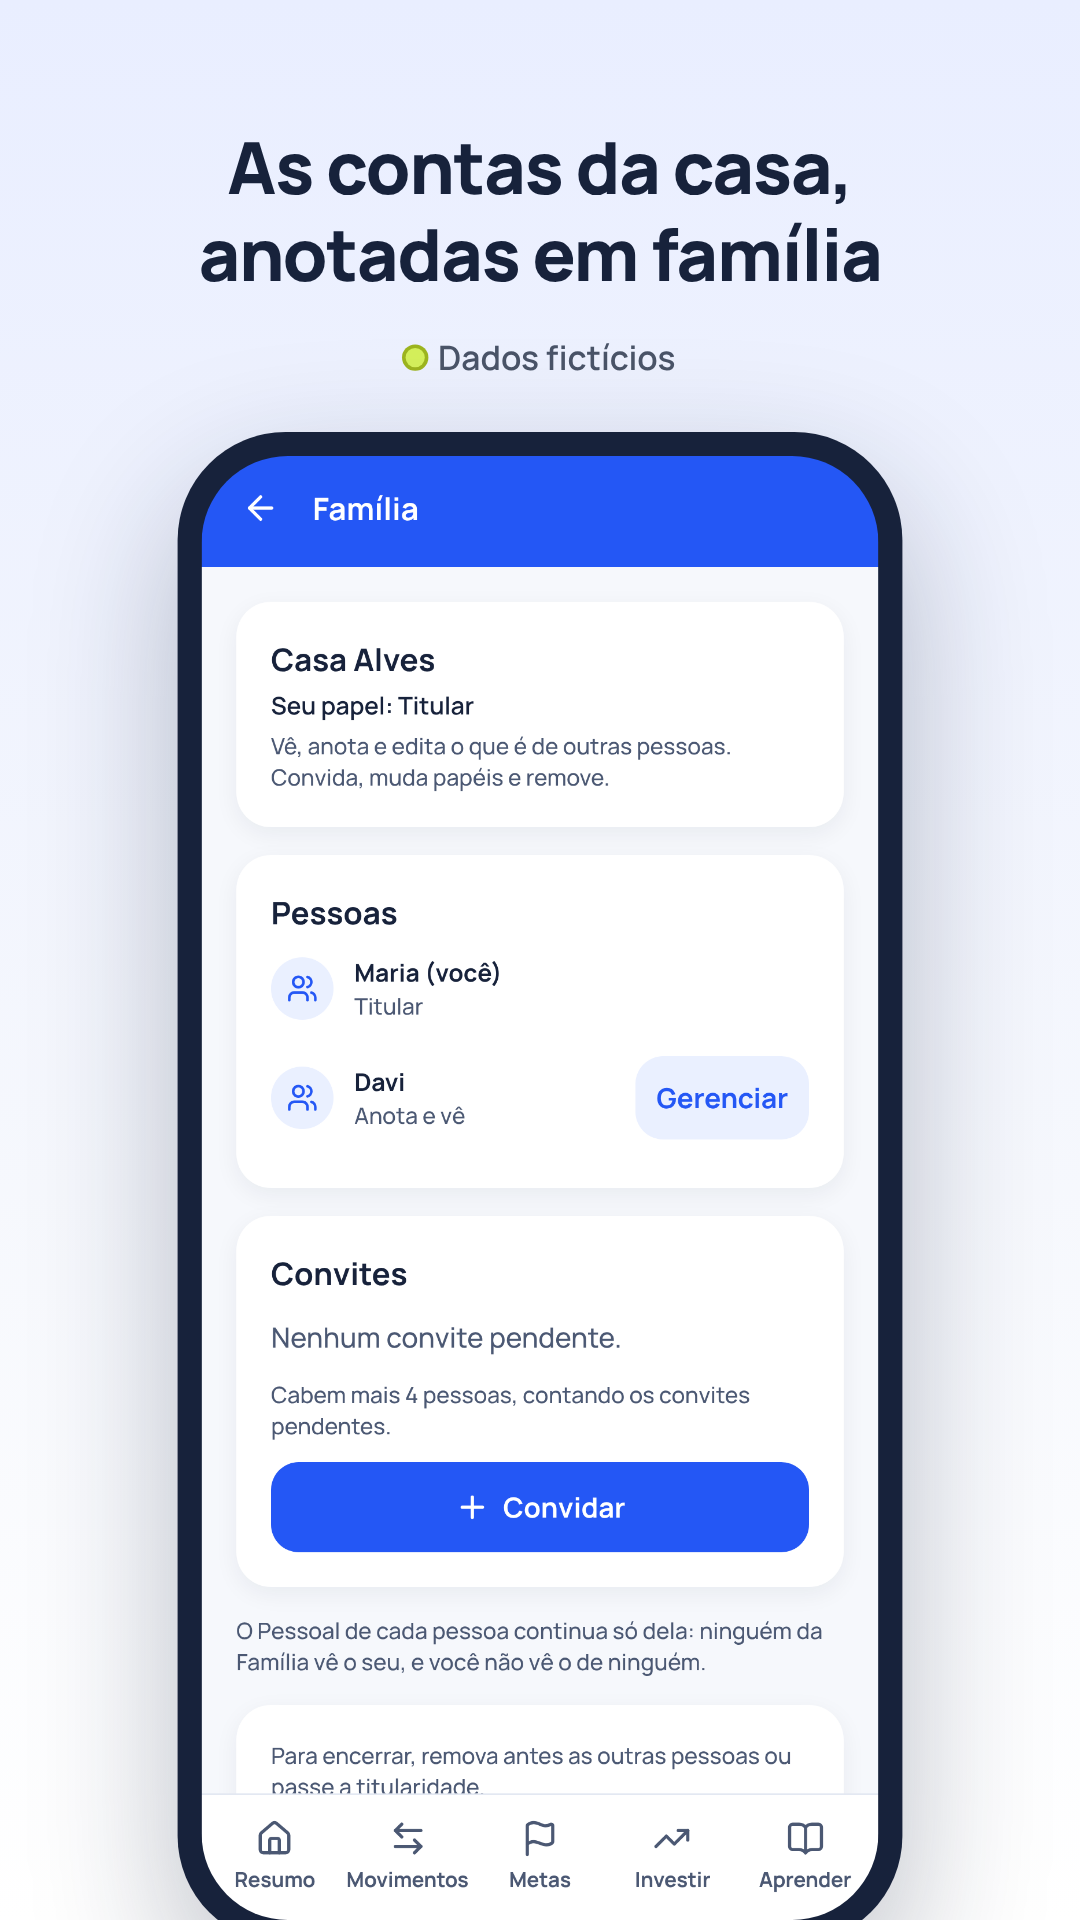 As contas da casa,
anotadas em família
Dados fictícios
Família
Casa Alves
Seu papel: Titular
Vê, anota e edita o que é de outras pessoas.
Convida, muda papéis e remove.
Pessoas
Maria (você)
Titular
Davi
Anota e vê
Gerenciar
Convites
Nenhum convite pendente.
Cabem mais 4 pessoas, contando os convites
pendentes.
Convidar
O Pessoal de cada pessoa continua só dela: ninguém da
Família vê o seu, e você não vê o de ninguém.
Para encerrar, remova antes as outras pessoas ou
passe a titularidade.
Resumo
Movimentos
Metas
Investir
Aprender